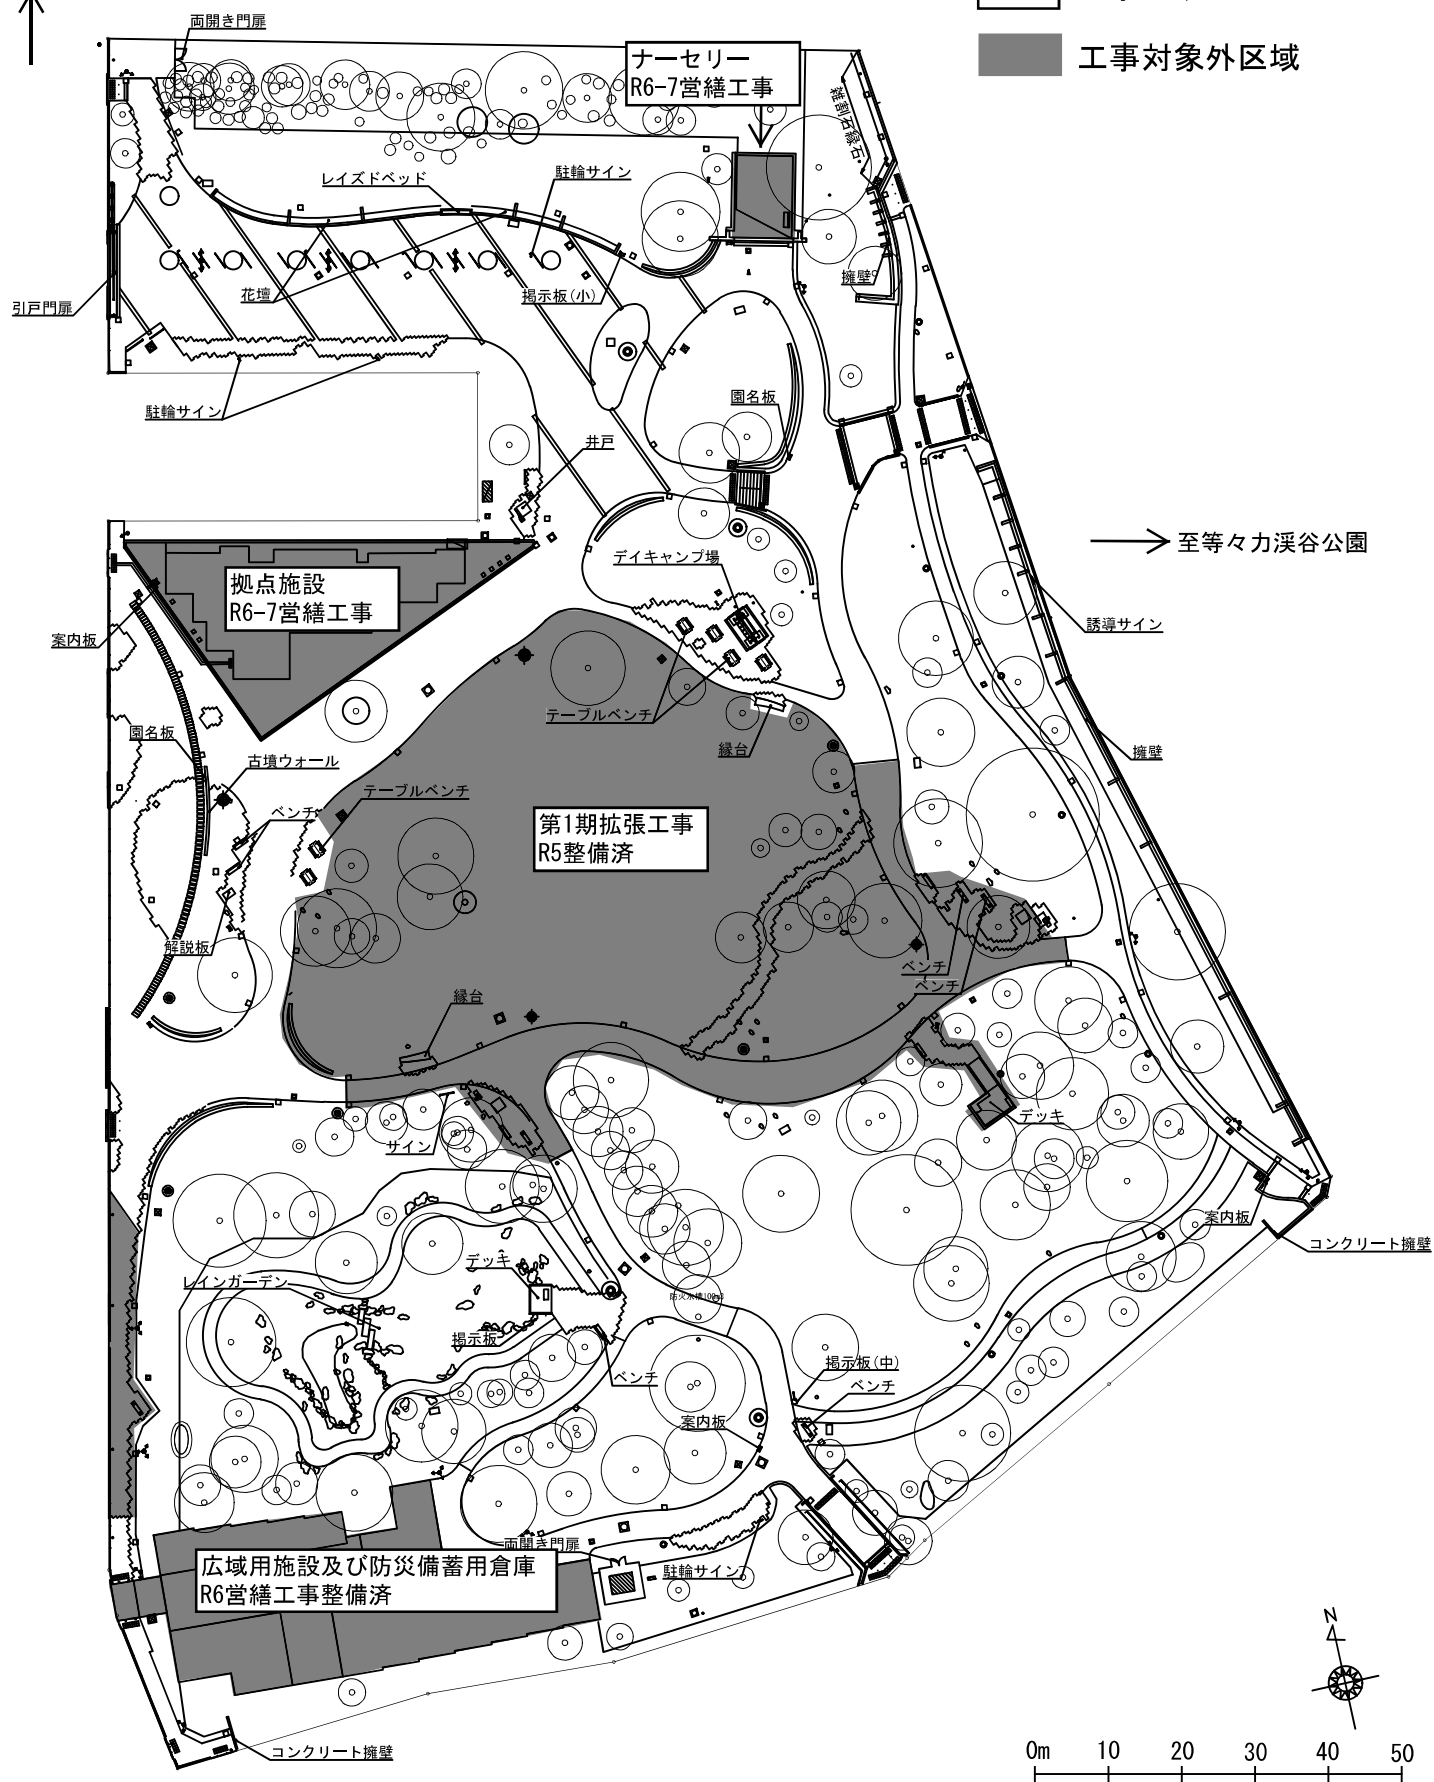 両開き門扉
ナーセリー
R6-7営繕工事
工事対象外区域
雑割石縁石
レイズドベッド
駐輪サイン
擁壁
引戸門扉
花壇
掲示板(小)
駐輪サイン
園名板
井戸
至等々力渓谷公園
デイキャンプ場
拠点施設
R6-7営繕工事
案内板
誘導サイン
テーブルベンチ
縁台
園名板
古墳ウォール
擁壁
テーブルベンチ
ベンチ
第1期拡張工事
R5整備済
解説板
ベンチ
ベンチ
縁台
デッキ
サイン
案内板
コンクリート擁壁
デッキ
レインガーデン
防火水槽100m3
掲示板
ベンチ
掲示板(中)
ベンチ
案内板
両開き門扉
駐輪サイン
広域用施設及び防災備蓄用倉庫
R6営繕工事整備済
コンクリート擁壁
N
0m 10 20 30 40 50